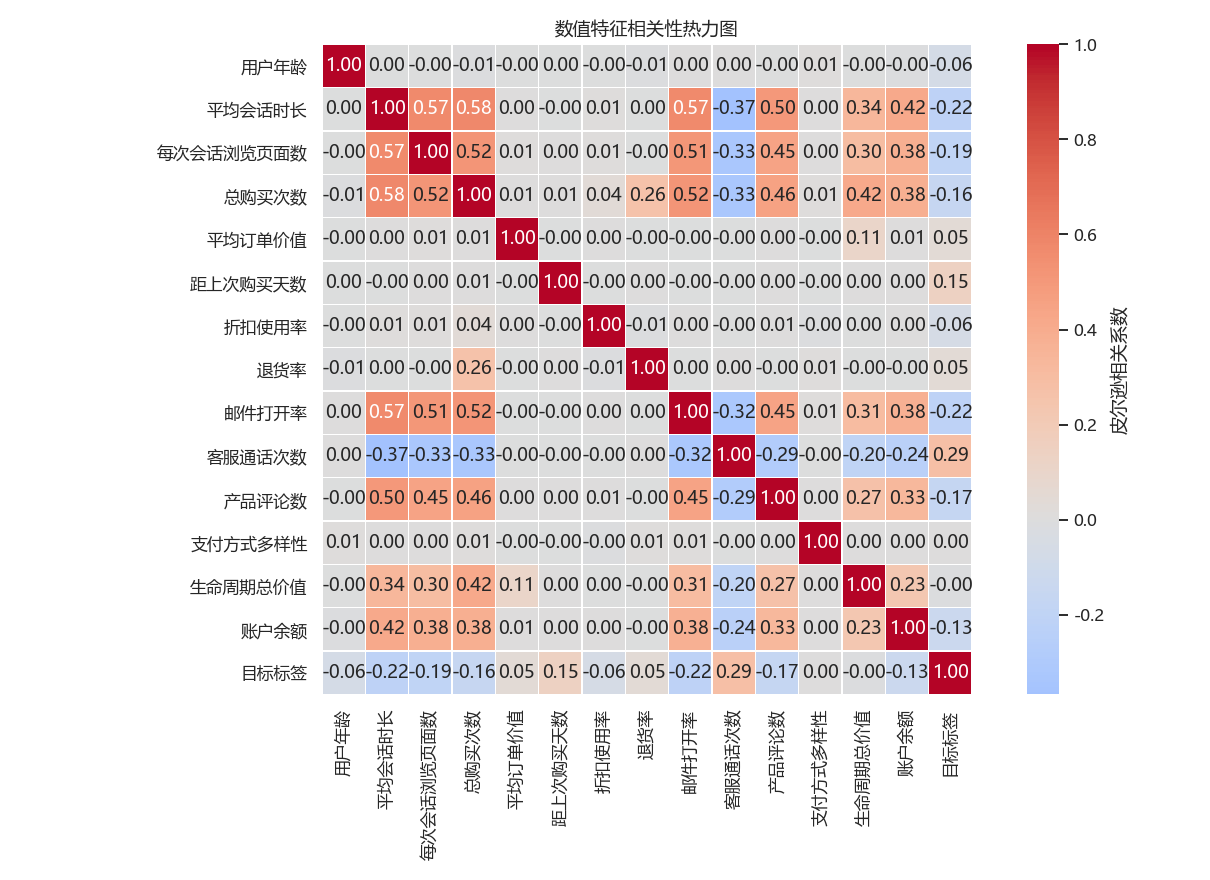 数值特征相关性热力图
用户年龄 1.00 0.00 -0.00 -0.01 -0.00 0.00 -0.00 -0.01 0.00 0.00 -0.00 0.01 -0.00 -0.00 -0.06
平均会话时长 0.00 1.00 0.57 0.58 0.00 -0.00 0.01 0.00 0.57 -0.37 0.50 0.00 0.34 0.42 -0.22
每次会话浏览页面数 -0.00 0.57 1.00 0.52 0.01 0.00 0.01 -0.00 0.51 -0.33 0.45 0.00 0.30 0.38 -0.19
总购买次数 -0.01 0.58 0.52 1.00 0.01 0.01 0.04 0.26 0.52 -0.33 0.46 0.01 0.42 0.38 -0.16
平均订单价值 -0.00 0.00 0.01 0.01 1.00 -0.00 0.00 -0.00 -0.00 -0.00 0.00 -0.00 0.11 0.01 0.05
距上次购买天数 0.00 -0.00 0.00 0.01 -0.00 1.00 -0.00 0.00 -0.00 0.00 0.00 -0.00 0.00 0.00 0.15
折扣使用率 -0.00 0.01 0.01 0.04 0.00 -0.00 1.00 -0.01 0.00 -0.00 0.01 -0.00 0.00 0.00 -0.06
退货率 -0.01 0.00 -0.00 0.26 -0.00 0.00 -0.01 1.00 0.00 0.00 -0.00 0.01 -0.00 -0.00 0.05
邮件打开率 0.00 0.57 0.51 0.52 -0.00 -0.00 0.00 0.00 1.00 -0.32 0.45 0.01 0.31 0.38 -0.22
客服通话次数 0.00 -0.37 -0.33 -0.33 -0.00 0.00 -0.00 0.00 -0.32 1.00 -0.29 -0.00 -0.20 -0.24 0.29
产品评论数 -0.00 0.50 0.45 0.46 0.00 0.00 0.01 -0.00 0.45 -0.29 1.00 0.00 0.27 0.33 -0.17
支付方式多样性 0.01 0.00 0.00 0.01 -0.00 -0.00 -0.00 0.01 0.01 -0.00 0.00 1.00 0.00 0.00 0.00
生命周期总价值 -0.00 0.34 0.30 0.42 0.11 0.00 0.00 -0.00 0.31 -0.20 0.27 0.00 1.00 0.23 -0.00
账户余额 -0.00 0.42 0.38 0.38 0.01 0.00 0.00 -0.00 0.38 -0.24 0.33 0.00 0.23 1.00 -0.13
目标标签 -0.06 -0.22 -0.19 -0.16 0.05 0.15 -0.06 0.05 -0.22 0.29 -0.17 0.00 -0.00 -0.13 1.00
用户年龄
平均会话时长
每次会话浏览页面数
总购买次数
平均订单价值
距上次购买天数
折扣使用率
退货率
邮件打开率
客服通话次数
产品评论数
支付方式多样性
生命周期总价值
账户余额
目标标签
1.0
0.8
0.6
0.4
0.2
0.0
-0.2
皮尔逊相关系数